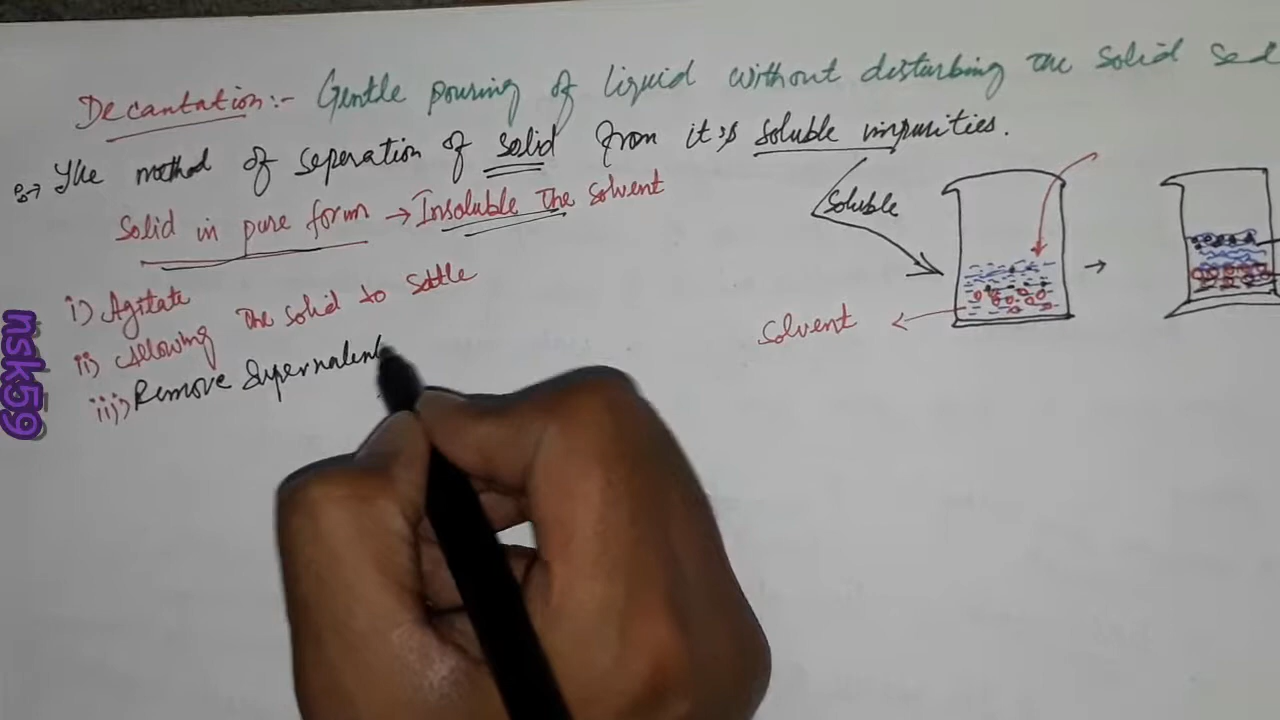 Decantation:- Gentle pouring of liquid without disturbing the solid sed
The method of seperation of solid from it's soluble impurities.
Solid in pure form → Insoluble the solvent
i) Agitate
ii) Allowing the solid to settle
iii) Remove Supernalent
Soluble
Solvent
nsk59